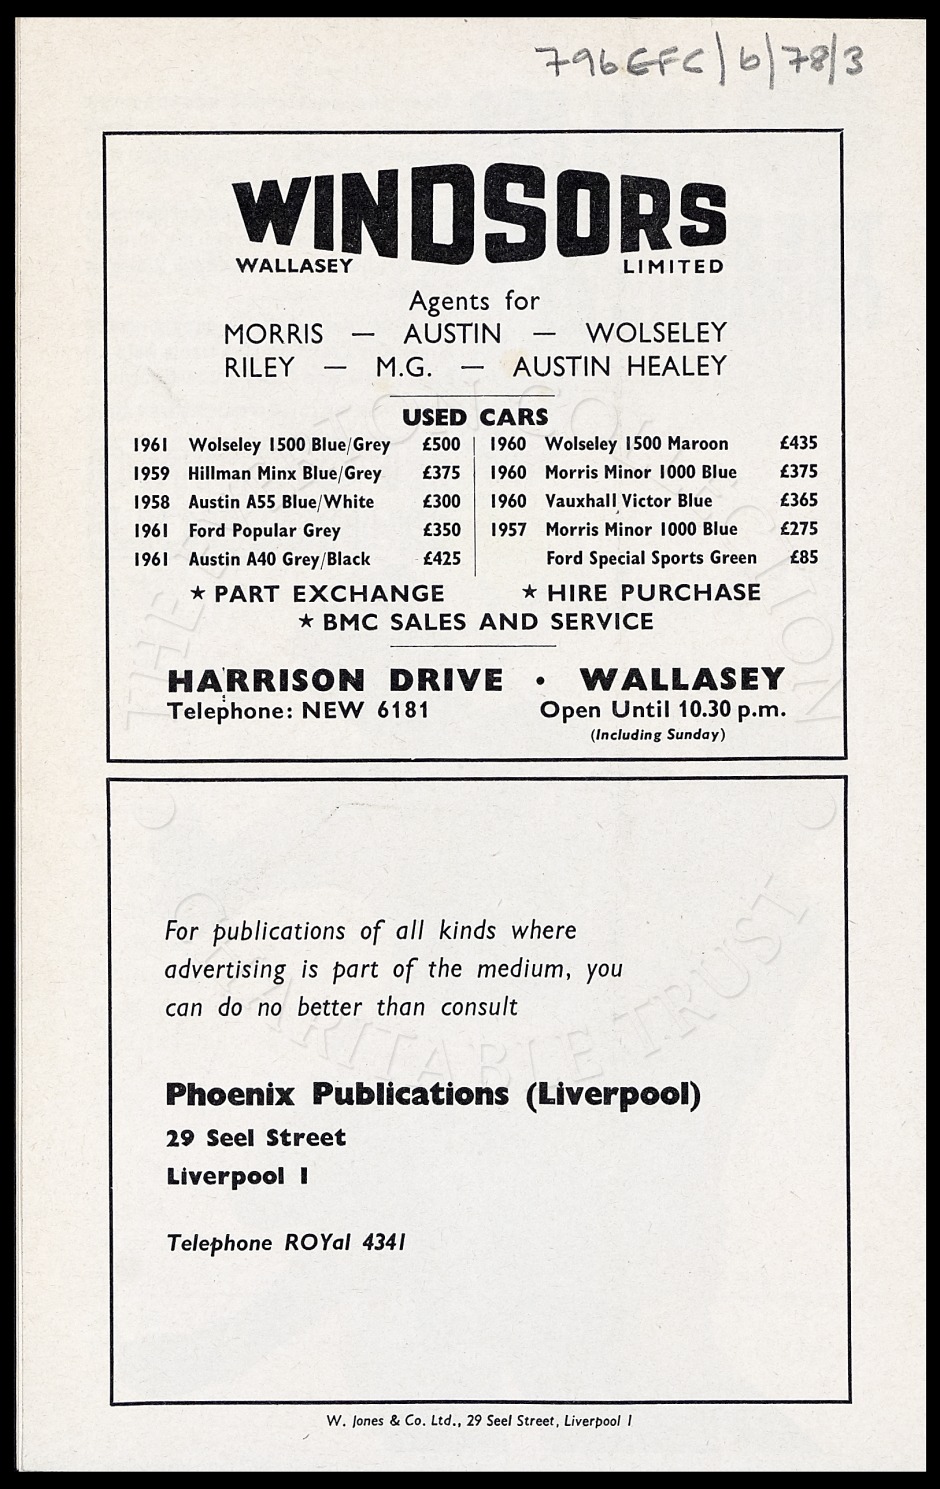 796EFC/b/78/3
WINDSORS
WALLASEY LIMITED
Agents for
MORRIS — AUSTIN — WOLSELEY
RILEY — M.G. — AUSTIN HEALEY
USED CARS
1961 Wolseley 1500 Blue/Grey £500
1959 Hillman Minx Blue/Grey £375
1958 Austin A55 Blue/White £300
1961 Ford Popular Grey £350
1961 Austin A40 Grey/Black £425
1960 Wolseley 1500 Maroon £435
1960 Morris Minor 1000 Blue £375
1960 Vauxhall Victor Blue £365
1957 Morris Minor 1000 Blue £275
Ford Special Sports Green £85
★ PART EXCHANGE ★ HIRE PURCHASE
★ BMC SALES AND SERVICE
HARRISON DRIVE · WALLASEY
Telephone: NEW 6181 Open Until 10.30 p.m.
(Including Sunday)
For publications of all kinds where
advertising is part of the medium, you
can do no better than consult
Phoenix Publications (Liverpool)
29 Seel Street
Liverpool 1
Telephone ROYal 4341
W. Jones & Co. Ltd., 29 Seel Street, Liverpool 1
THE EVERTON COLLECTION
CHARITABLE TRUST